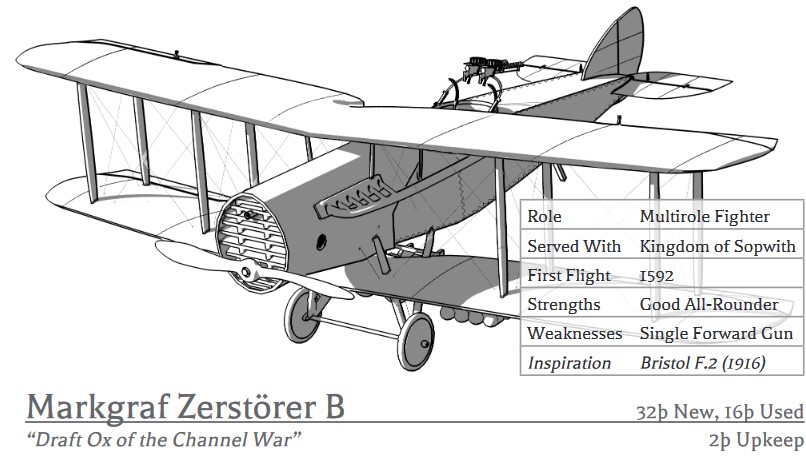 Role Multirole Fighter
Served With Kingdom of Sopwith
First Flight 1592
Strengths Good All-Rounder
Weaknesses Single Forward Gun
Inspiration Bristol F.2 (1916)
Markgraf Zerstörer B 32þ New, 16þ Used
“Draft Ox of the Channel War” 2þ Upkeep